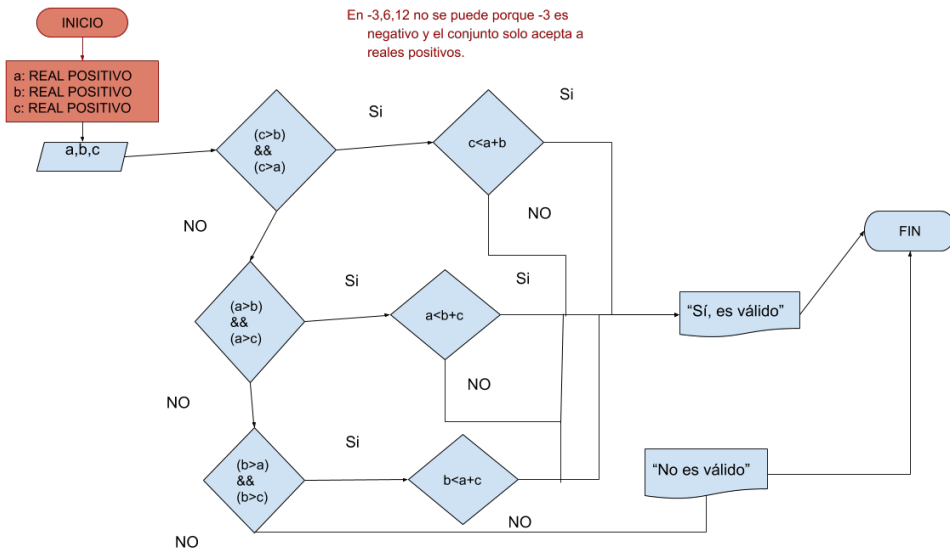 En -3,6,12 no se puede porque -3 es
negativo y el conjunto solo acepta a
reales positivos.
INICIO
a: REAL POSITIVO
b: REAL POSITIVO
c: REAL POSITIVO
a,b,c
(c>b)
&&
(c>a)
Si
c<a+b
Si
NO
NO
(a>b)
&&
(a>c)
Si
a<b+c
Si
NO
NO
(b>a)
&&
(b>c)
Si
b<a+c
NO
NO
“Sí, es válido”
“No es válido”
FIN